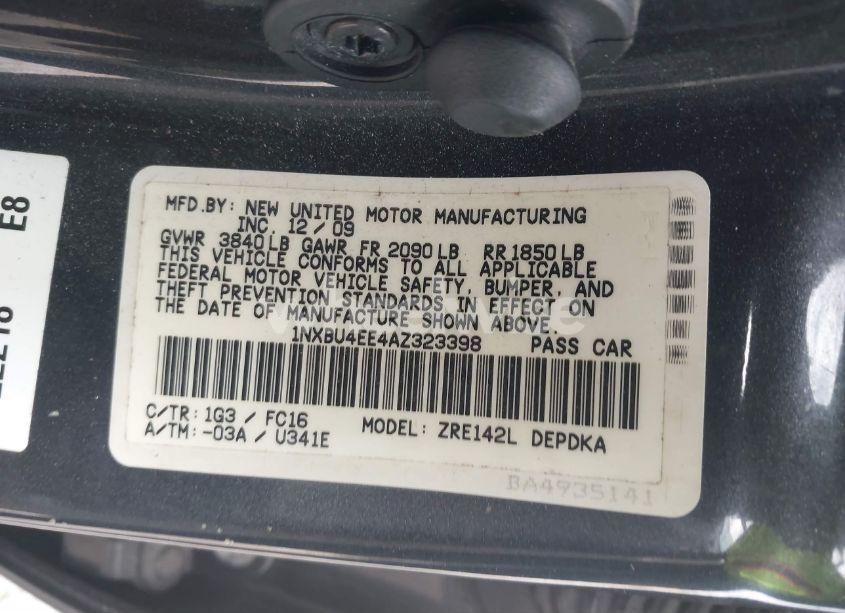 MFD.BY: NEW UNITED MOTOR MANUFACTURING
INC. 12/09
GVWR 3840LB GAWR FR 2090LB RR1850LB
THIS VEHICLE CONFORMS TO ALL APPLICABLE
FEDERAL MOTOR VEHICLE SAFETY, BUMPER, AND
THEFT PREVENTION STANDARDS IN EFFECT ON
THE DATE OF MANUFACTURE SHOWN ABOVE.
1NXBU4EE4AZ323398 PASS CAR
C/TR: 1G3 / FC16
A/TM: -03A / U341E MODEL: ZRE142L DEPDKA
BA4935141
E8